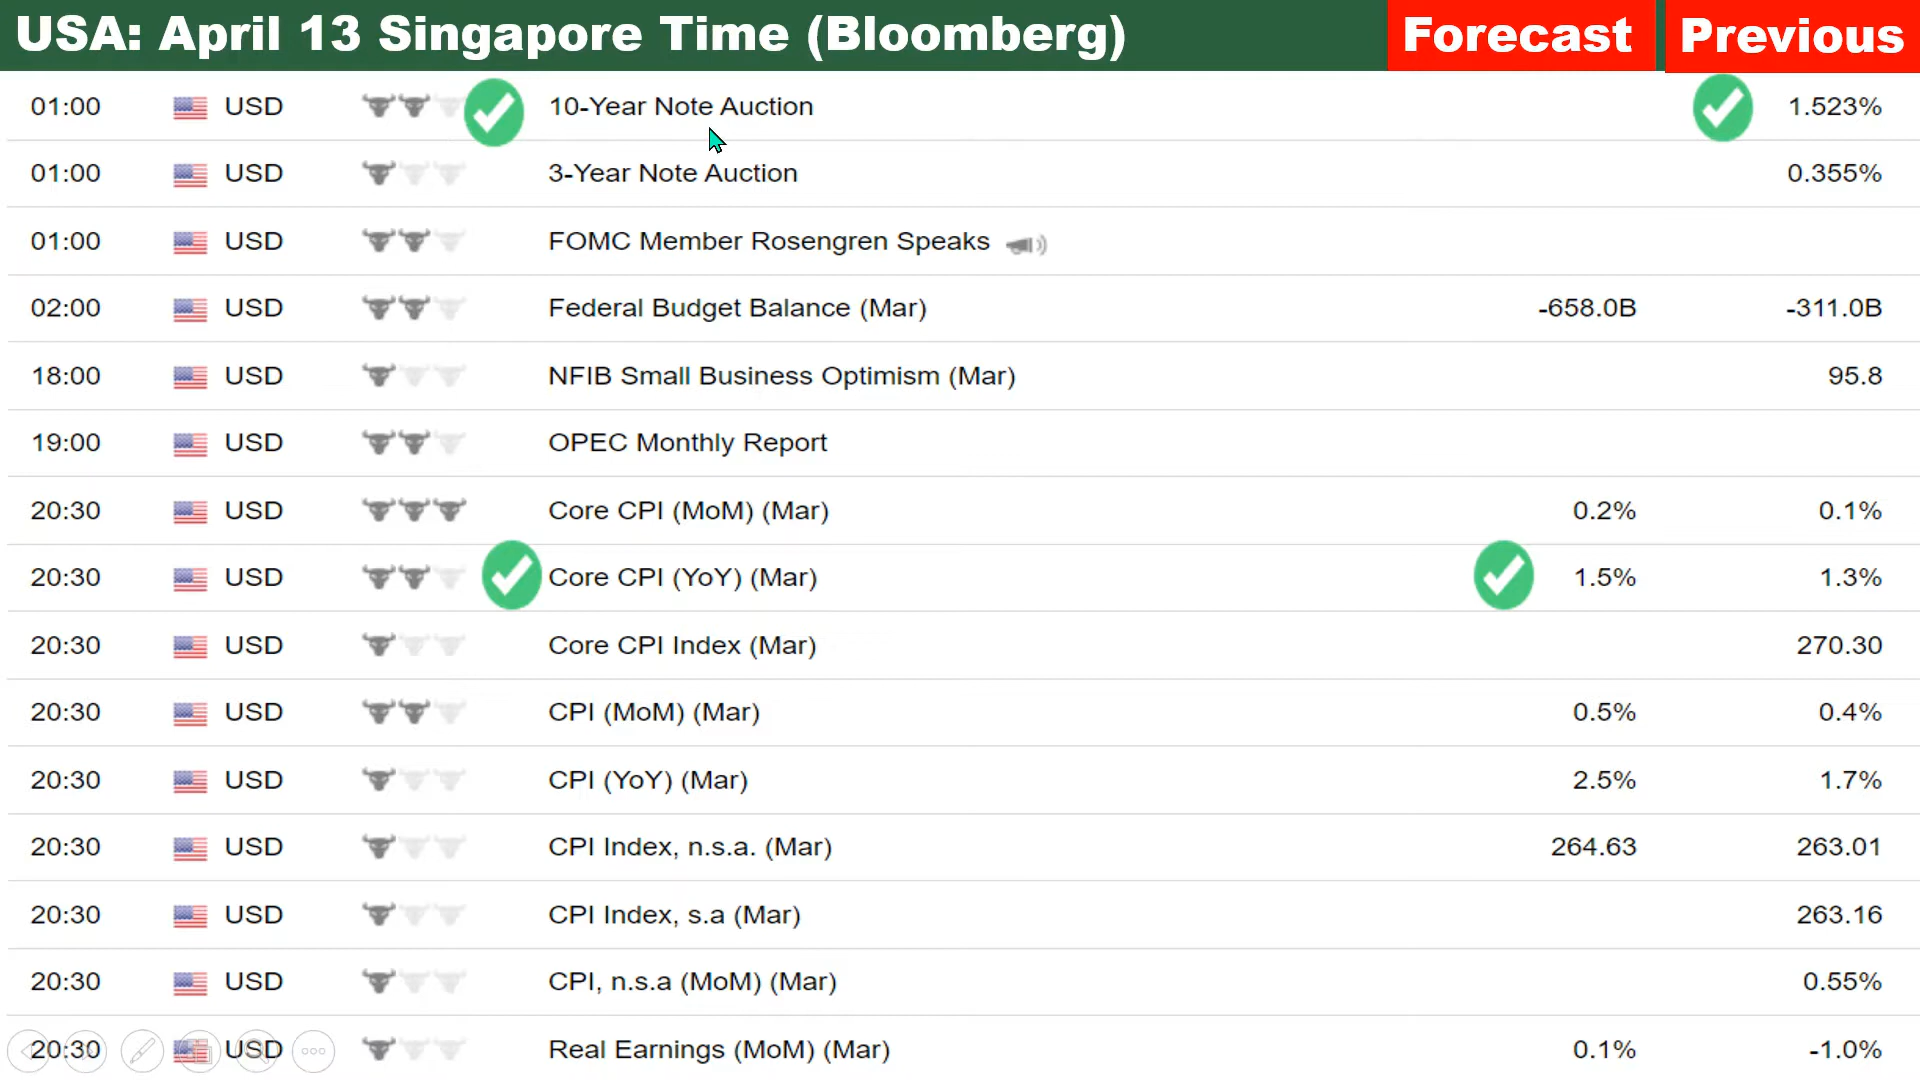 USA: April 13 Singapore Time (Bloomberg) Forecast Previous
01:00 USD 10-Year Note Auction 1.523%
01:00 USD 3-Year Note Auction 0.355%
01:00 USD FOMC Member Rosengren Speaks
02:00 USD Federal Budget Balance (Mar) -658.0B -311.0B
18:00 USD NFIB Small Business Optimism (Mar) 95.8
19:00 USD OPEC Monthly Report
20:30 USD Core CPI (MoM) (Mar) 0.2% 0.1%
20:30 USD Core CPI (YoY) (Mar) 1.5% 1.3%
20:30 USD Core CPI Index (Mar) 270.30
20:30 USD CPI (MoM) (Mar) 0.5% 0.4%
20:30 USD CPI (YoY) (Mar) 2.5% 1.7%
20:30 USD CPI Index, n.s.a. (Mar) 264.63 263.01
20:30 USD CPI Index, s.a (Mar) 263.16
20:30 USD CPI, n.s.a (MoM) (Mar) 0.55%
20:30 USD Real Earnings (MoM) (Mar) 0.1% -1.0%